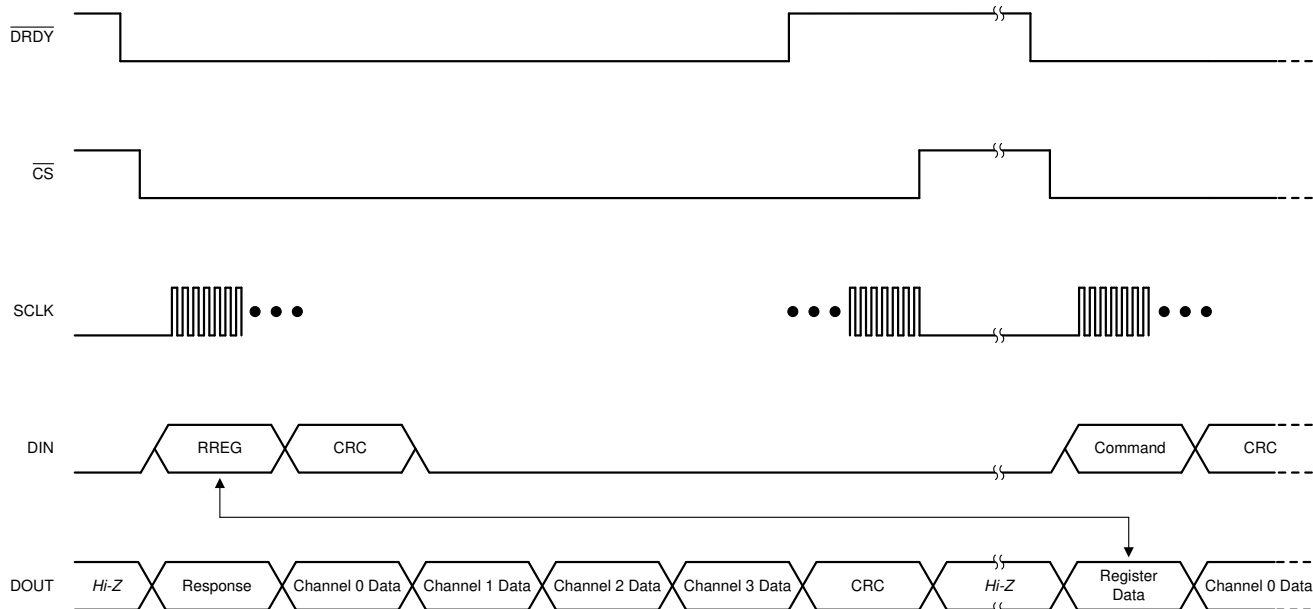 DRDY
CS
SCLK
DIN
RREG
CRC
Command
CRC
DOUT
Hi-Z
Response
Channel 0 Data
Channel 1 Data
Channel 2 Data
Channel 3 Data
CRC
Hi-Z
Register
Data
Channel 0 Data